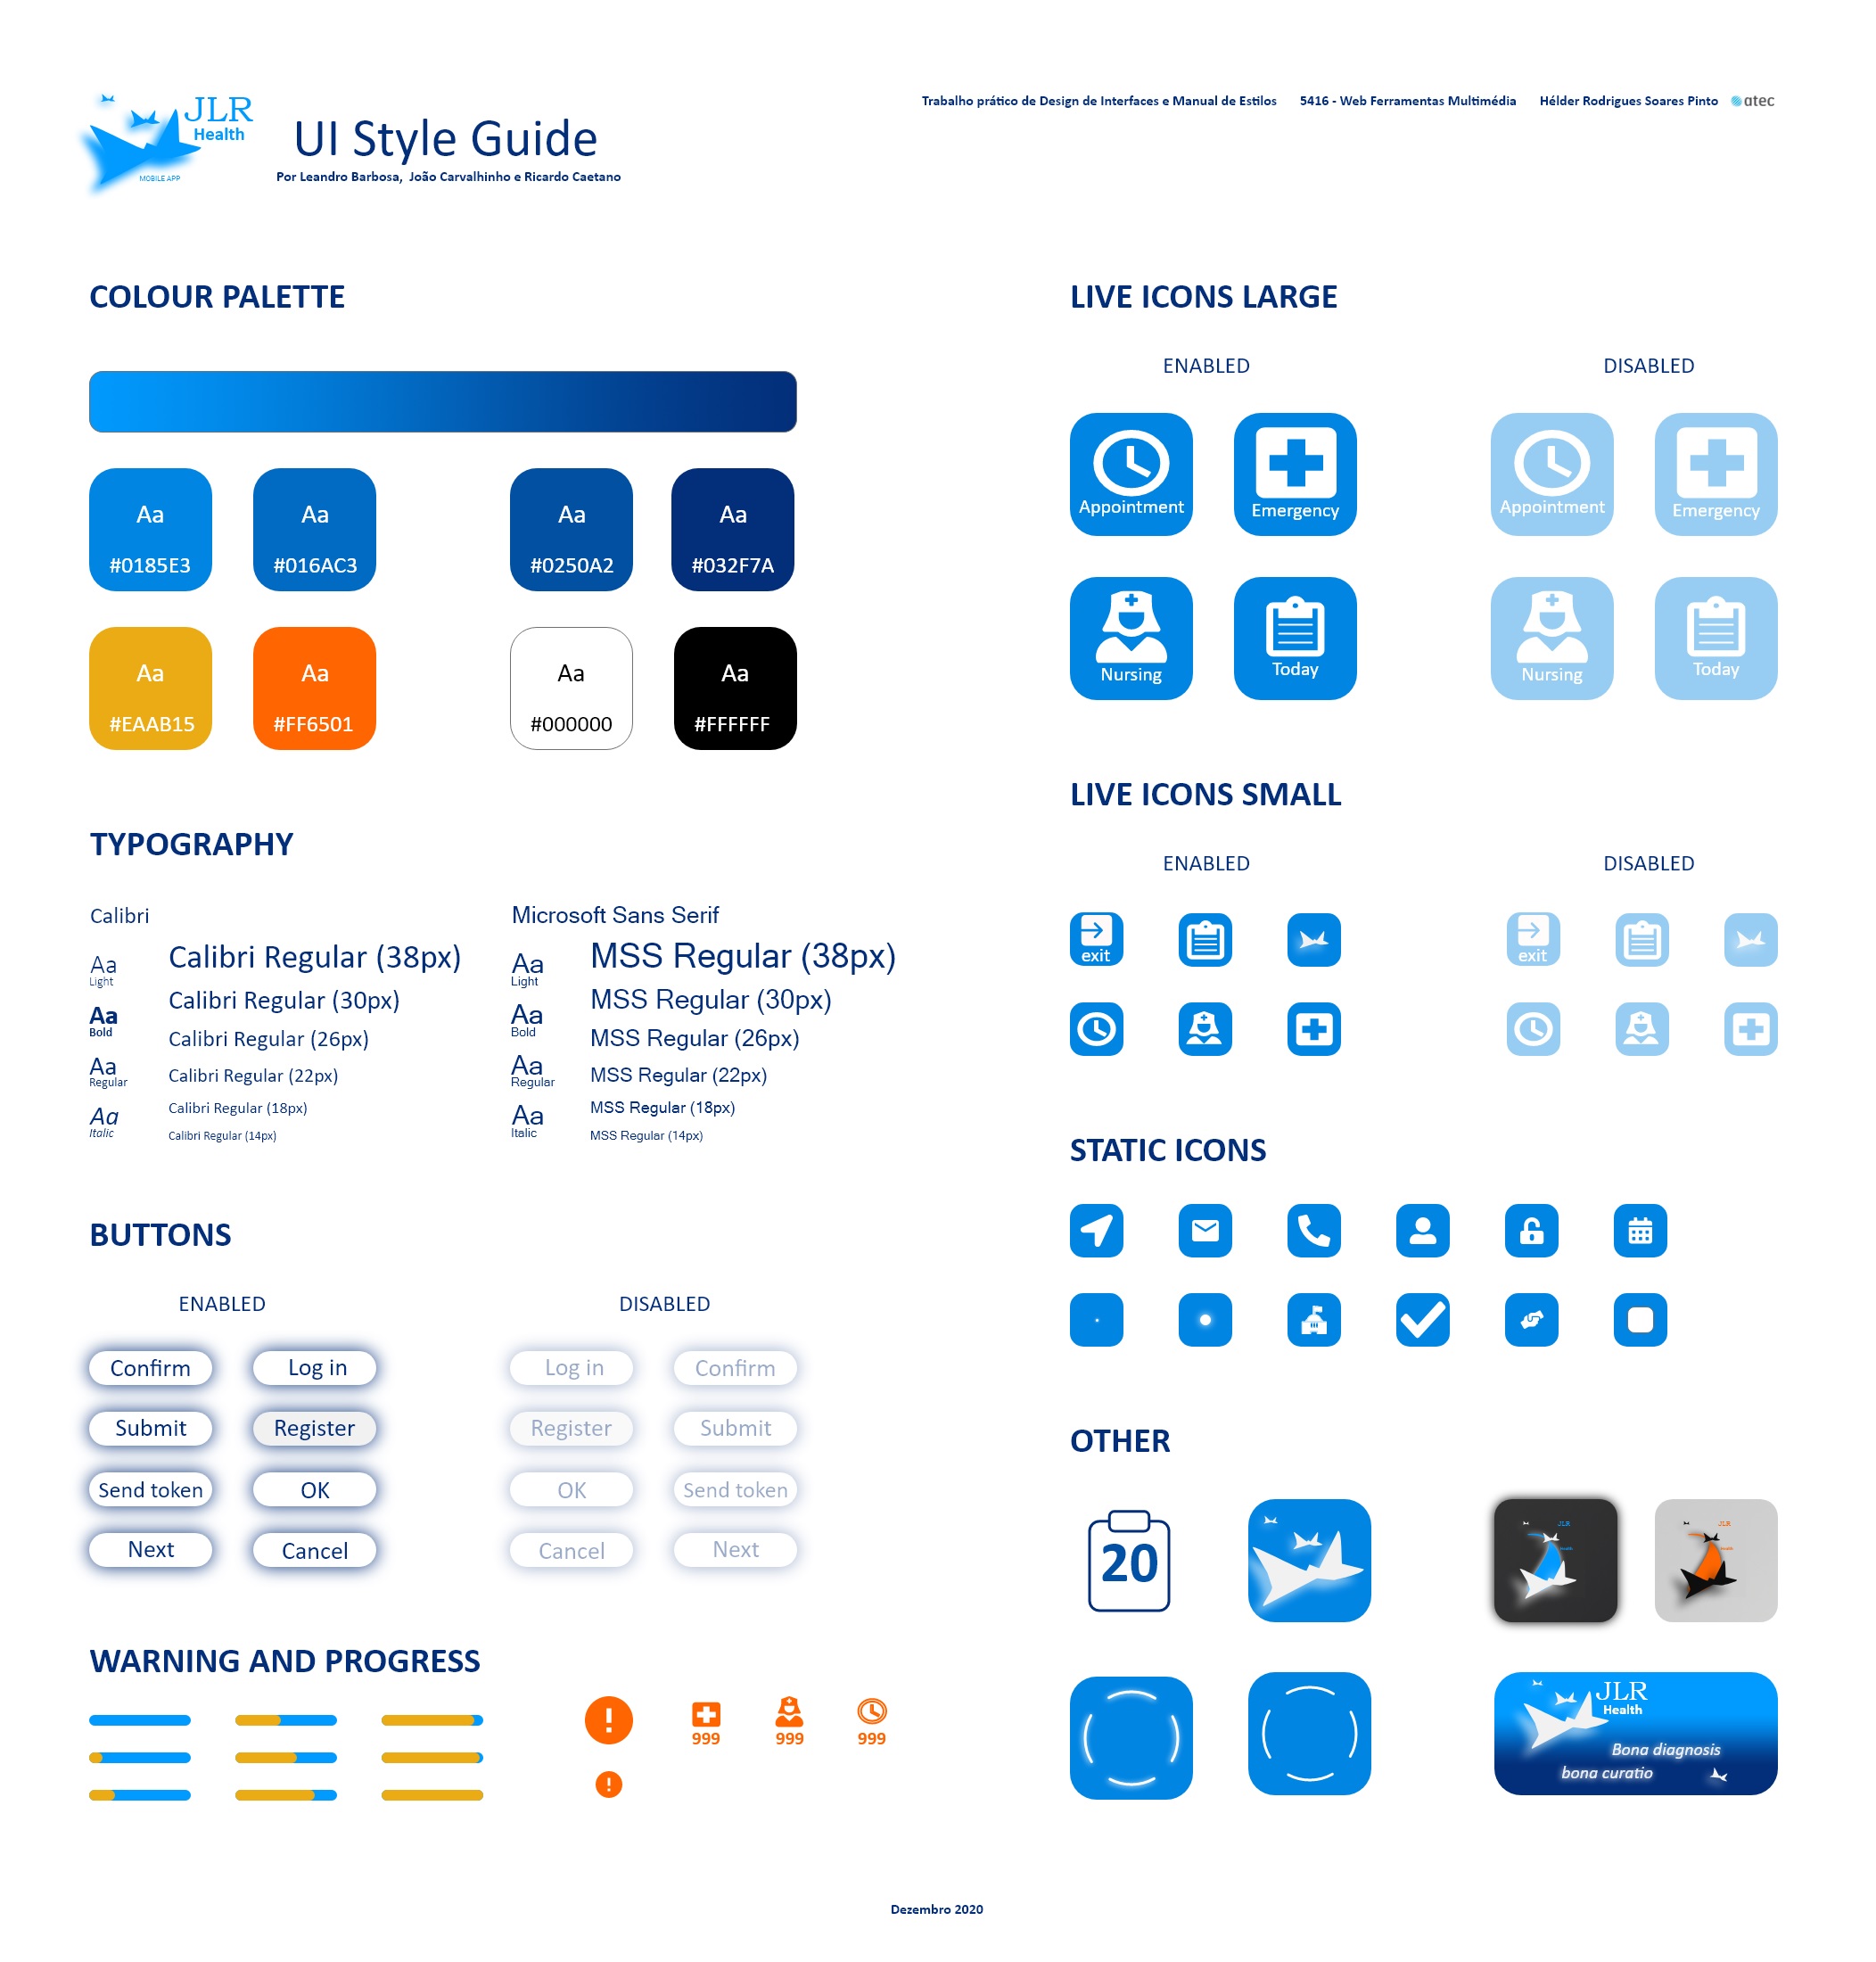 JLR
Health
MOBILE APP
UI Style Guide
Por Leandro Barbosa, João Carvalhinho e Ricardo Caetano
Trabalho prático de Design de Interfaces e Manual de Estilos 5416 - Web Ferramentas Multimédia Hélder Rodrigues Soares Pinto atec
COLOUR PALETTE
Aa Aa Aa Aa
#0185E3 #016AC3 #0250A2 #032F7A
Aa Aa Aa Aa
#EAAB15 #FF6501 #000000 #FFFFFF
TYPOGRAPHY
Calibri
Aa
Light
Aa
Bold
Aa
Regular
Aa
Italic
Calibri Regular (38px)
Calibri Regular (30px)
Calibri Regular (26px)
Calibri Regular (22px)
Calibri Regular (18px)
Calibri Regular (14px)
Microsoft Sans Serif
Aa
Light
Aa
Bold
Aa
Regular
Aa
Italic
MSS Regular (38px)
MSS Regular (30px)
MSS Regular (26px)
MSS Regular (22px)
MSS Regular (18px)
MSS Regular (14px)
BUTTONS
ENABLED DISABLED
Confirm Log in Log in Confirm
Submit Register Register Submit
Send token OK OK Send token
Next Cancel Cancel Next
WARNING AND PROGRESS
999 999 999
LIVE ICONS LARGE
ENABLED DISABLED
Appointment Emergency Appointment Emergency
Nursing Today Nursing Today
LIVE ICONS SMALL
ENABLED DISABLED
exit exit
STATIC ICONS
OTHER
20
JLR JLR
Health Health
JLR
Health
Bona diagnosis
bona curatio
Dezembro 2020